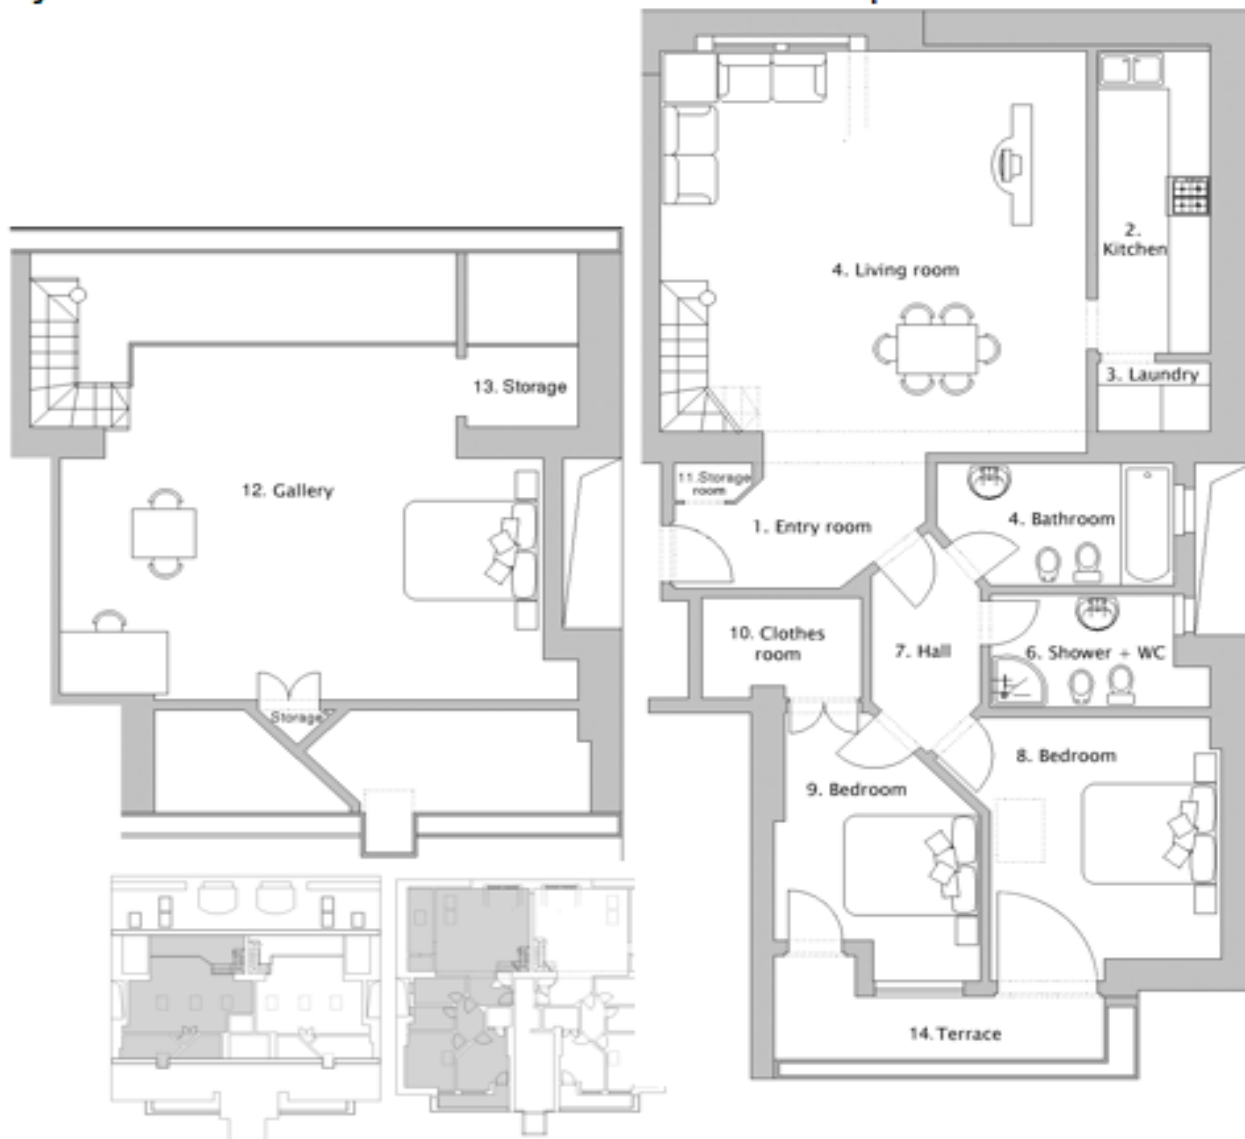 2.
Kitchen
4. Living room
3. Laundry
13. Storage
12. Gallery
11.Storage
room
1. Entry room
4. Bathroom
10. Clothes
room
7. Hall
6. Shower + WC
Storage
8. Bedroom
9. Bedroom
14. Terrace